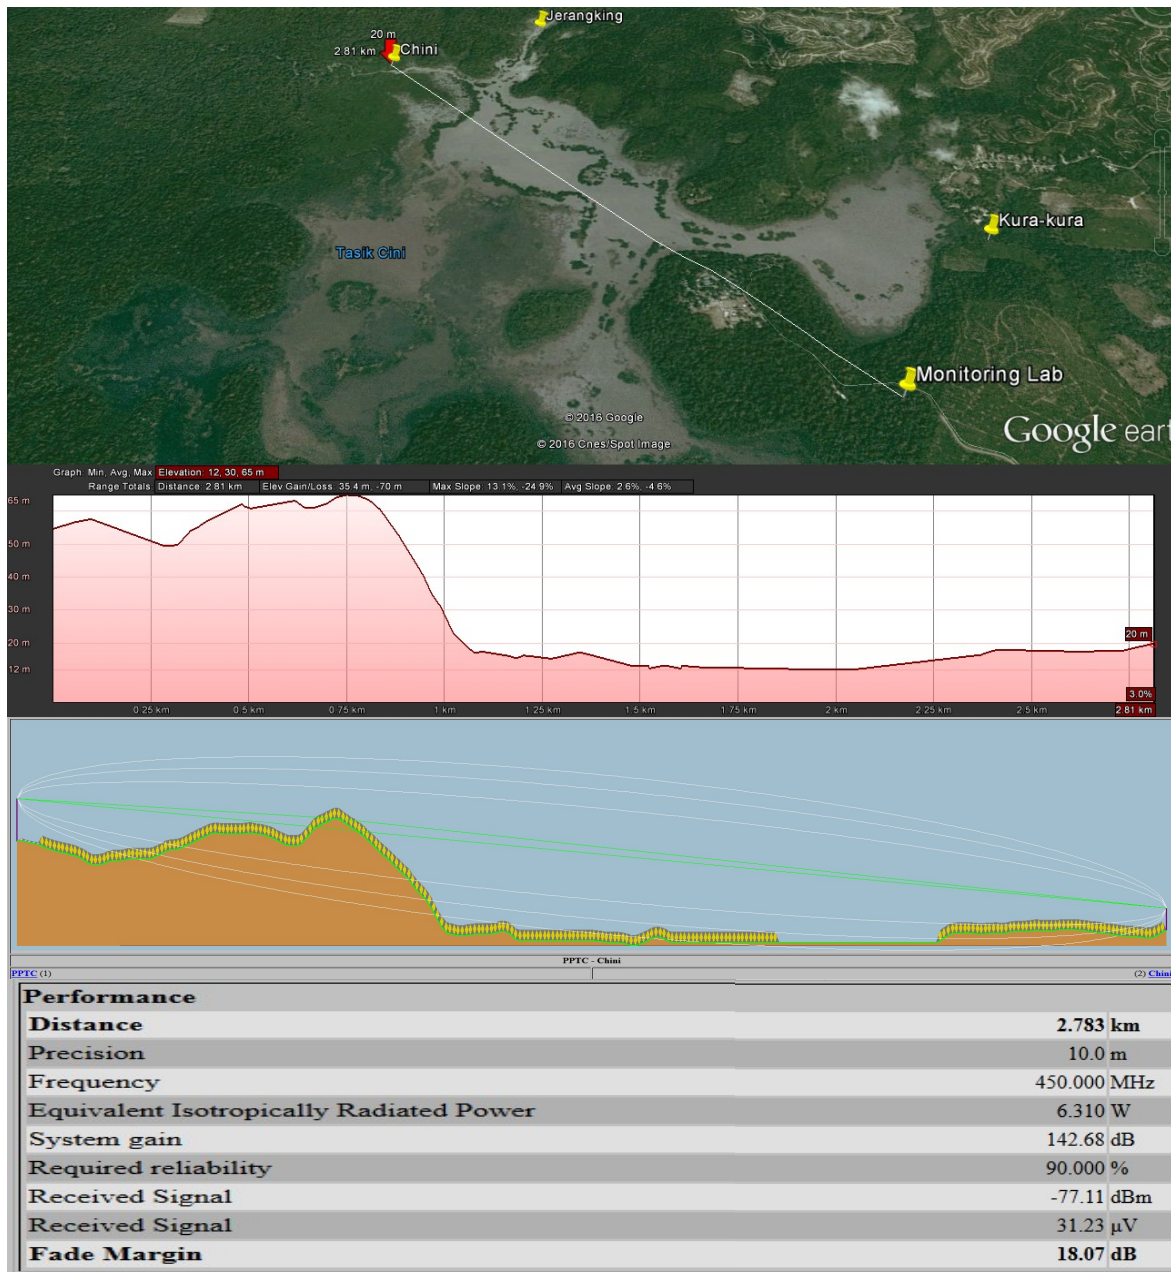 Jerangking
20 m
2.81 km
Chini
Kura-kura
Tasik Cini
Monitoring Lab
© 2016 Google
© 2016 Cnes/Spot Image
Google eart
Graph: Min, Avg, Max Elevation: 12, 30, 65 m
Range Totals: Distance: 2.81 km Elev Gain/Loss: 35.4 m, -70 m Max Slope: 13.1%, -24.9% Avg Slope: 2.6%, -4.6%
65 m
50 m
40 m
30 m
20 m
12 m
20 m
3.0%
0.25 km 0.5 km 0.75 km 1 km 1.25 km 1.5 km 1.75 km 2 km 2.25 km 2.5 km 2.81 km
PPTC - Chini
PPTC (1) (2) Chini
Performance
Distance 2.783 km
Precision 10.0 m
Frequency 450.000 MHz
Equivalent Isotropically Radiated Power 6.310 W
System gain 142.68 dB
Required reliability 90.000 %
Received Signal -77.11 dBm
Received Signal 31.23 µV
Fade Margin 18.07 dB